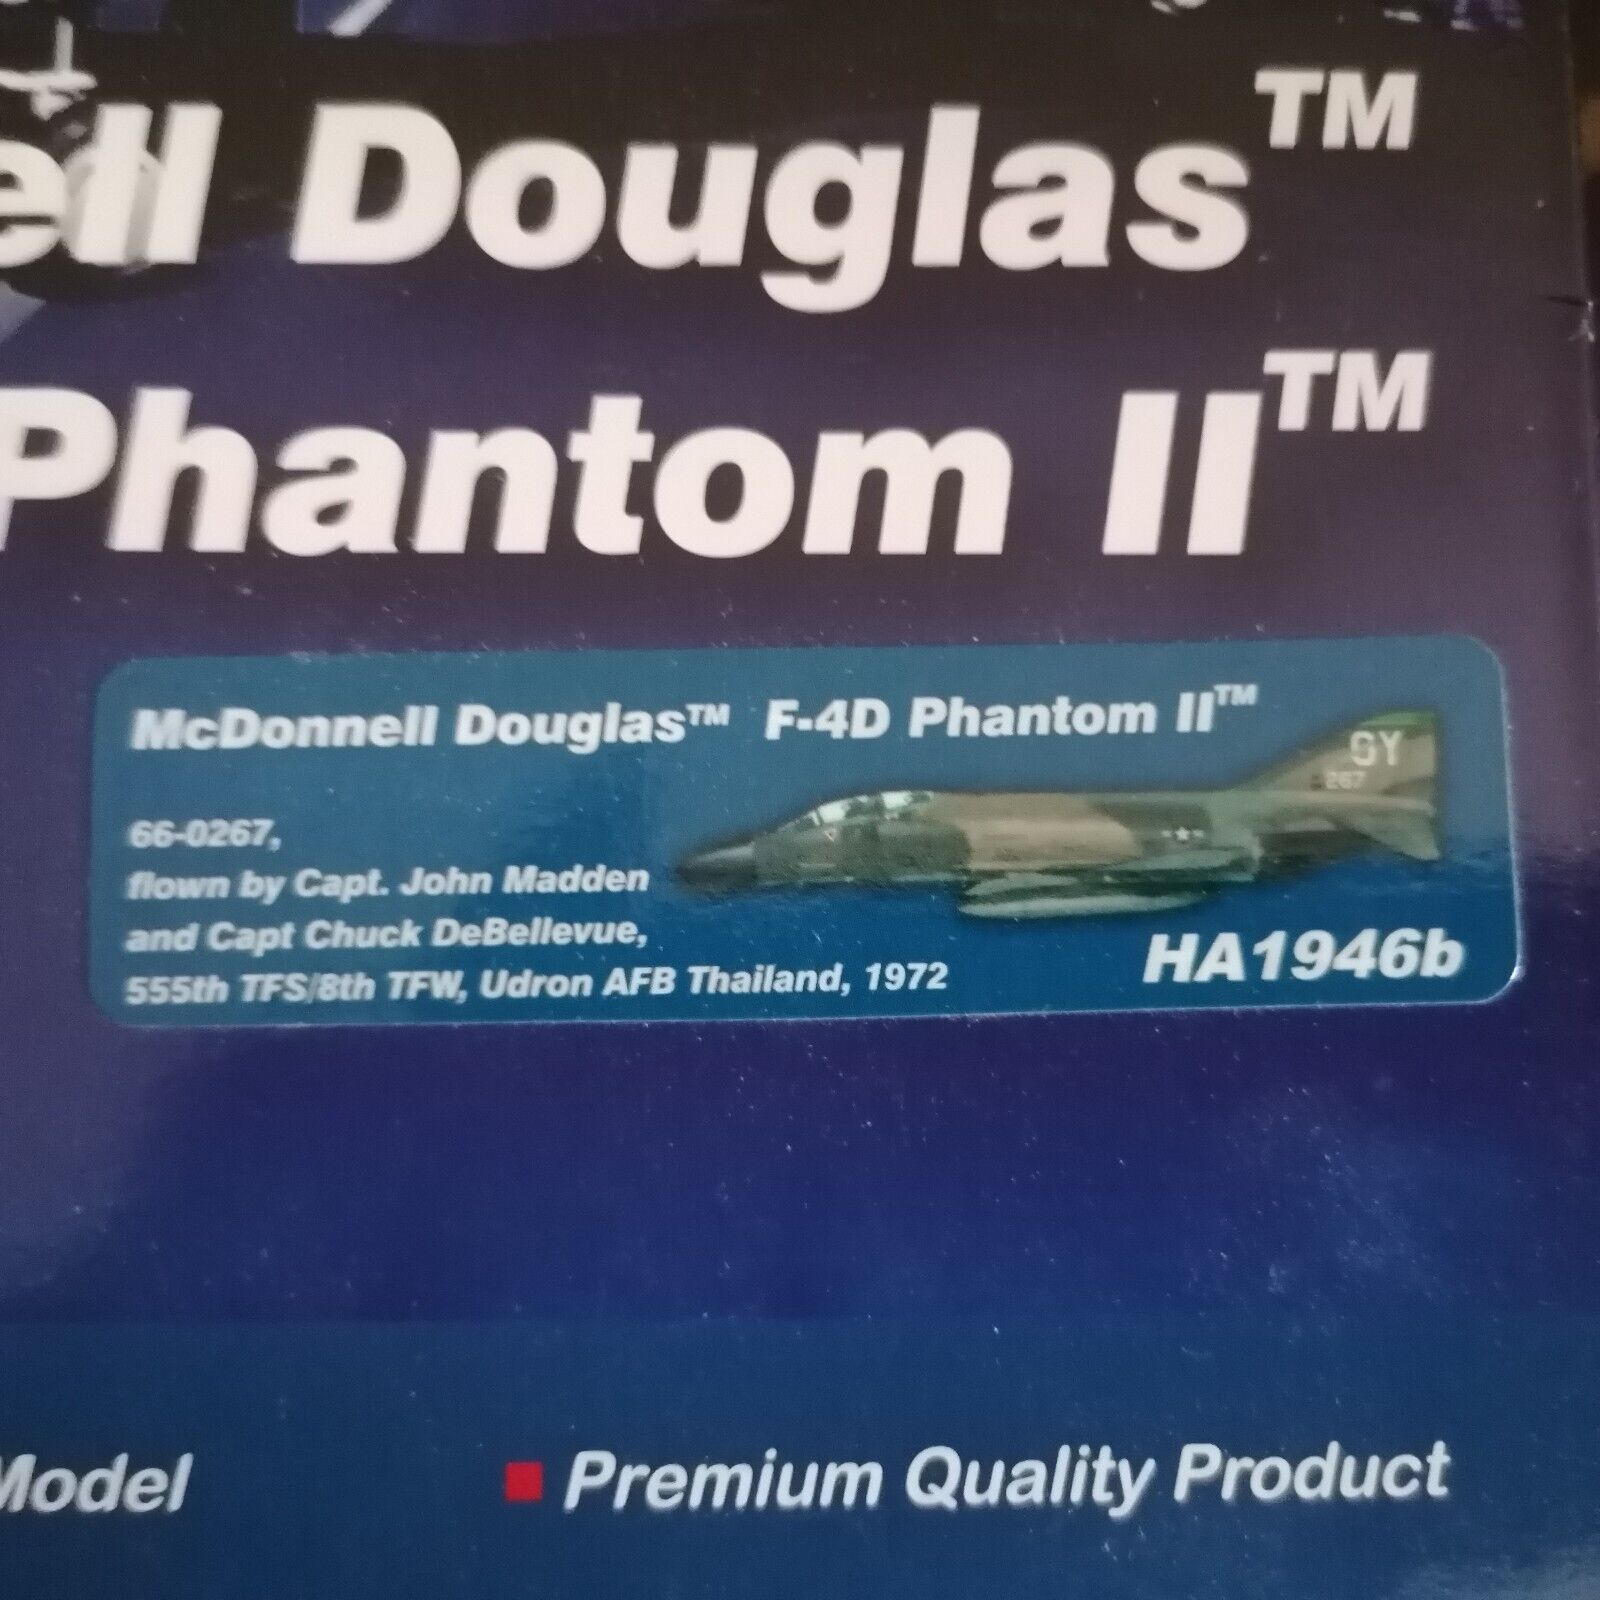 ell Douglas™
Phantom II™
McDonnell Douglas™ F-4D Phantom II™
OY
267
66-0267,
flown by Capt. John Madden
and Capt Chuck DeBellevue,
555th TFS/8th TFW, Udron AFB Thailand, 1972
HA1946b
Model
Premium Quality Product